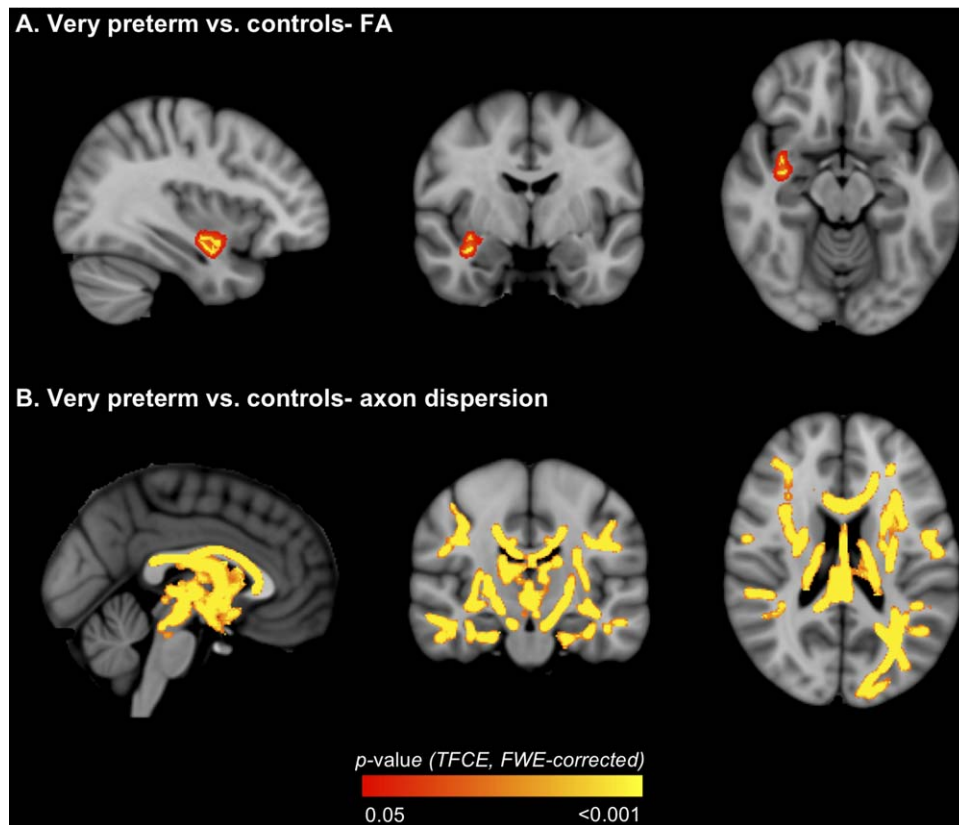 A. Very preterm vs. controls- FA
B. Very preterm vs. controls- axon dispersion
p-value (TFCE, FWE-corrected)
0.05 <0.001